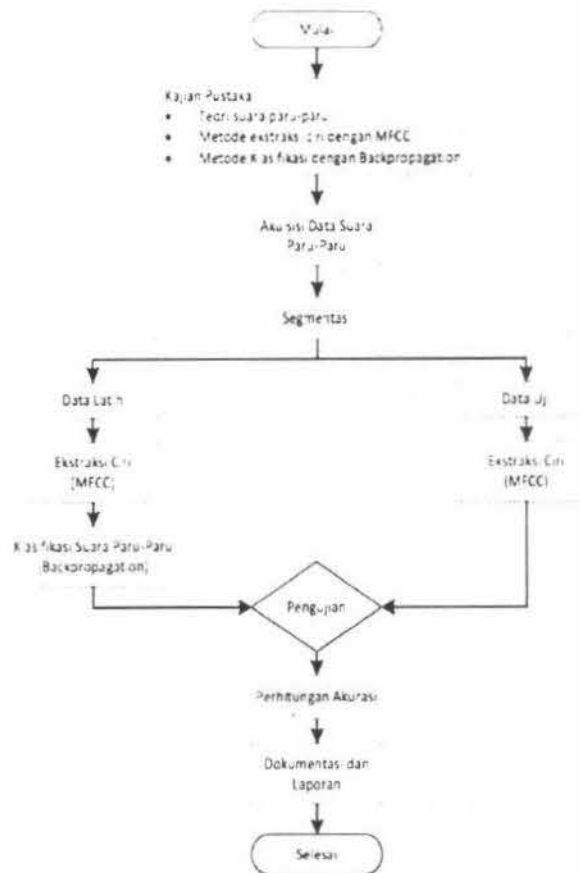 Mulai
Kajian Pustaka
• Teori suara paru-paru
• Metode ekstraksi ciri dengan MFCC
• Metode Klasifikasi dengan Backpropagation
Akuisisi Data Suara
Paru-Paru
Segmentasi
Data Latih
Data Uji
Ekstraksi Ciri
(MFCC)
Ekstraksi Ciri
(MFCC)
Klasifikasi Suara Paru-Paru
(Backpropagation)
Pengujian
Perhitungan Akurasi
Dokumentasi dan
Laporan
Selesai